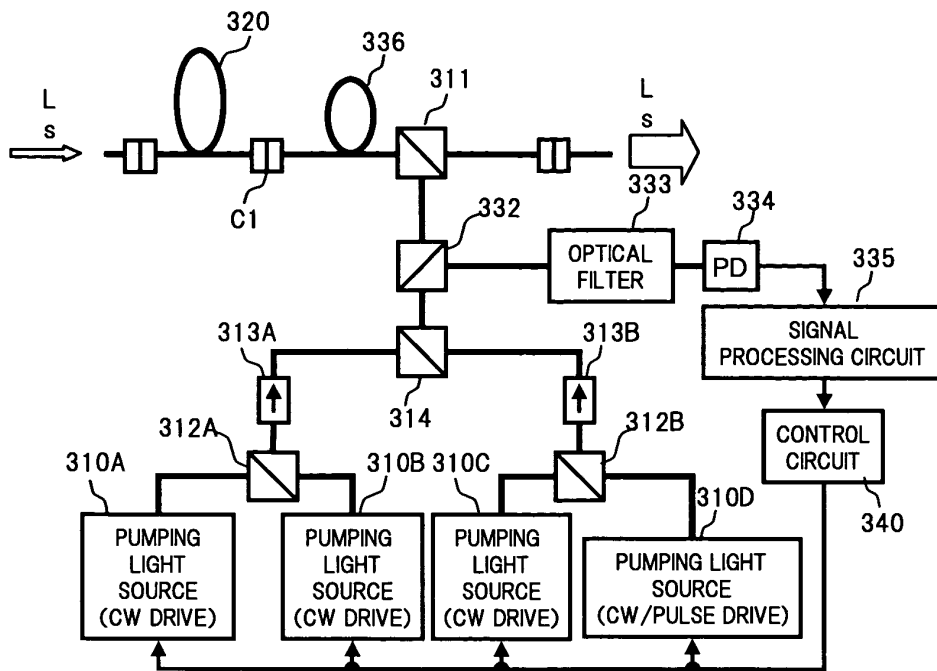 320
336
311
L
s
L
s
C1
333
332
334
OPTICAL
FILTER
PD
335
SIGNAL
PROCESSING CIRCUIT
313A
313B
314
312A
312B
CONTROL
CIRCUIT
340
310A
310B
310C
310D
PUMPING
LIGHT
SOURCE
(CW DRIVE)
PUMPING
LIGHT
SOURCE
(CW DRIVE)
PUMPING
LIGHT
SOURCE
(CW DRIVE)
PUMPING LIGHT
SOURCE
(CW/PULSE DRIVE)